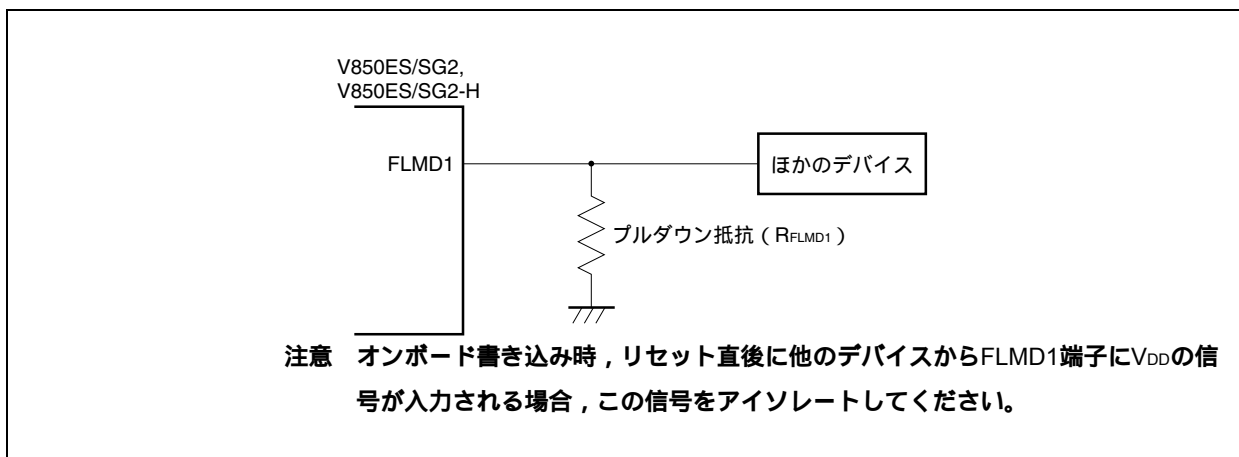 V850ES/SG2,
V850ES/SG2-H
FLMD1
ほかのデバイス
プルダウン抵抗（RFLMD1）
注意　オンボード書き込み時，リセット直後に他のデバイスからFLMD1端子にVDDの信
号が入力される場合，この信号をアイソレートしてください。